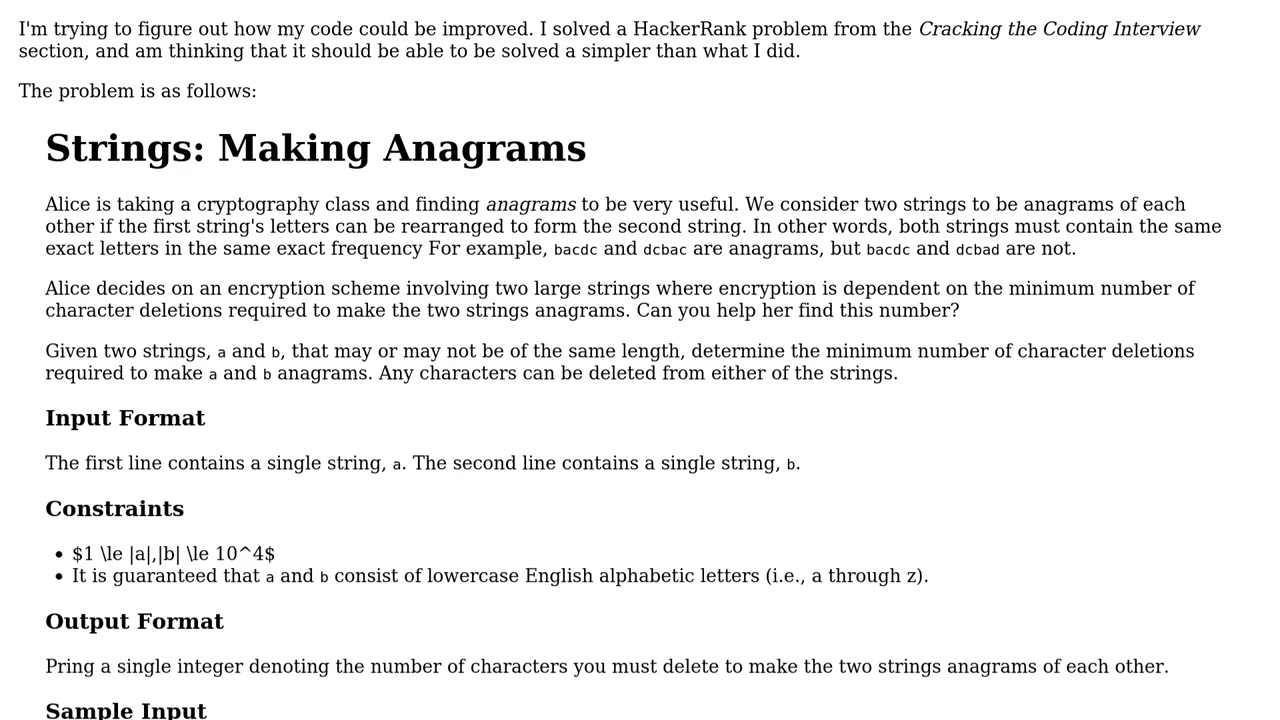 I'm trying to figure out how my code could be improved. I solved a HackerRank problem from the Cracking the Coding Interview
section, and am thinking that it should be able to be solved a simpler than what I did.
The problem is as follows:
Strings: Making Anagrams
Alice is taking a cryptography class and finding anagrams to be very useful. We consider two strings to be anagrams of each
other if the first string's letters can be rearranged to form the second string. In other words, both strings must contain the same
exact letters in the same exact frequency For example, bacdc and dcbac are anagrams, but bacdc and dcbad are not.
Alice decides on an encryption scheme involving two large strings where encryption is dependent on the minimum number of
character deletions required to make the two strings anagrams. Can you help her find this number?
Given two strings, a and b, that may or may not be of the same length, determine the minimum number of character deletions
required to make a and b anagrams. Any characters can be deleted from either of the strings.
Input Format
The first line contains a single string, a. The second line contains a single string, b.
Constraints
• $1 \le |a|,|b| \le 10^4$
• It is guaranteed that a and b consist of lowercase English alphabetic letters (i.e., a through z).
Output Format
Pring a single integer denoting the number of characters you must delete to make the two strings anagrams of each other.
Sample Input